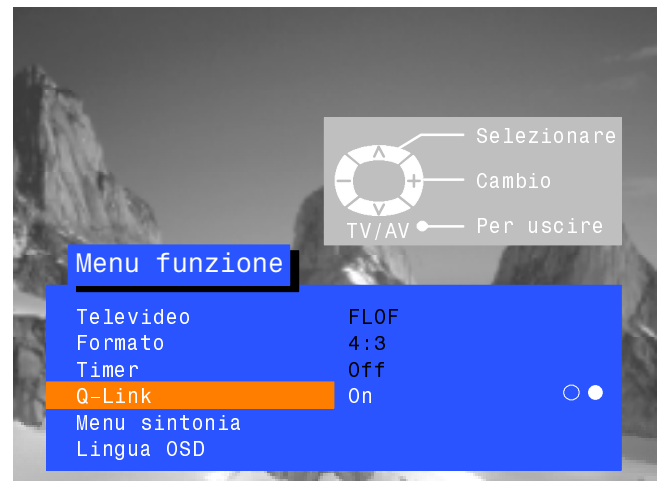 Selezionare
Cambio
TV/AV Per uscire
Menu funzione
Televideo FLOF
Formato 4:3
Timer Off
Q-Link On
Menu sintonia
Lingua OSD